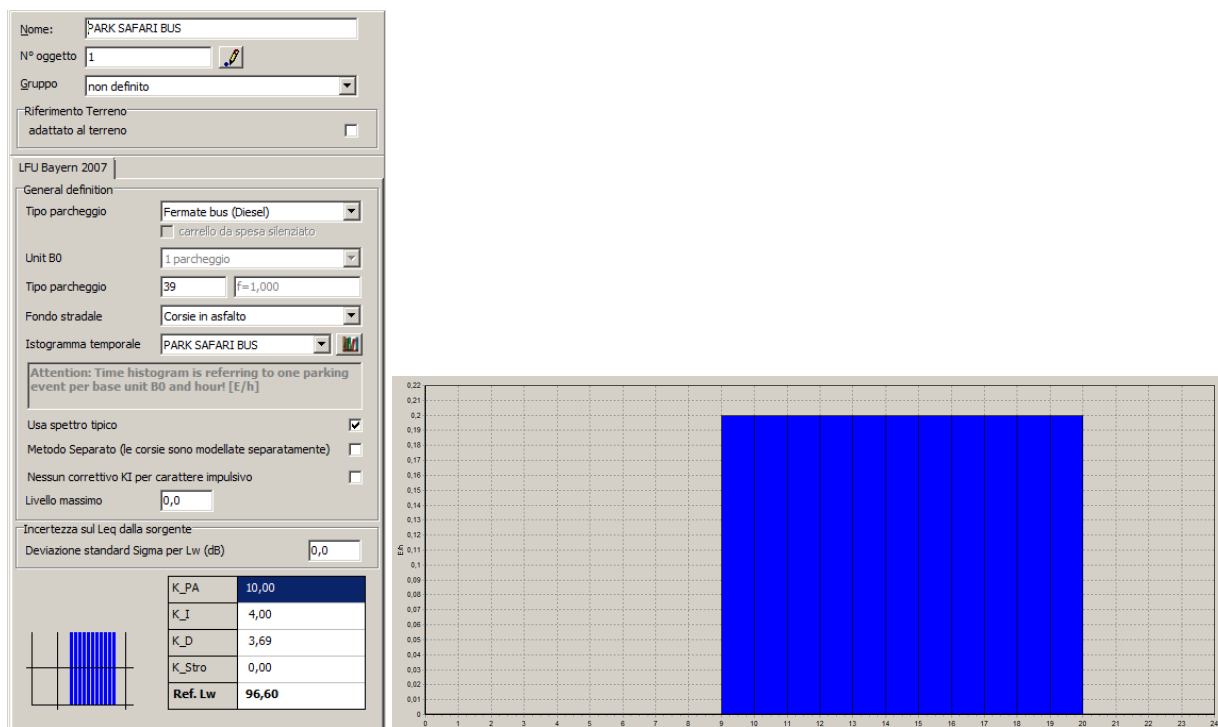 Nome: PARK SAFARI BUS
N° oggetto 1
Gruppo non definito
Riferimento Terreno
adattato al terreno
LFU Bayern 2007
General definition
Tipo parcheggio Fermate bus (Diesel)
carrello da spesa silenziato
Unit B0 1 parcheggio
Tipo parcheggio 39 f=1,000
Fondo stradale Corsie in asfalto
Istogramma temporale PARK SAFARI BUS
Attention: Time histogram is referring to one parking
event per base unit B0 and hour! [E/h]
Usa spettro tipico
Metodo Separato (le corsie sono modellate separatamente)
Nessun correttivo KI per carattere impulsivo
Livello massimo 0,0
Incertezza sul Leq dalla sorgente
Deviazione standard Sigma per Lw (dB) 0,0
K_PA 10,00
K_I 4,00
K_D 3,69
K_Stro 0,00
Ref. Lw 96,60
0,22
0,21
0,2
0,19
0,18
0,17
0,16
0,15
0,14
0,13
0,12
0,11
0,1
0,09
0,08
0,07
0,06
0,05
0,04
0,03
0,02
0,01
0
E/h
0 1 2 3 4 5 6 7 8 9 10 11 12 13 14 15 16 17 18 19 20 21 22 23 24